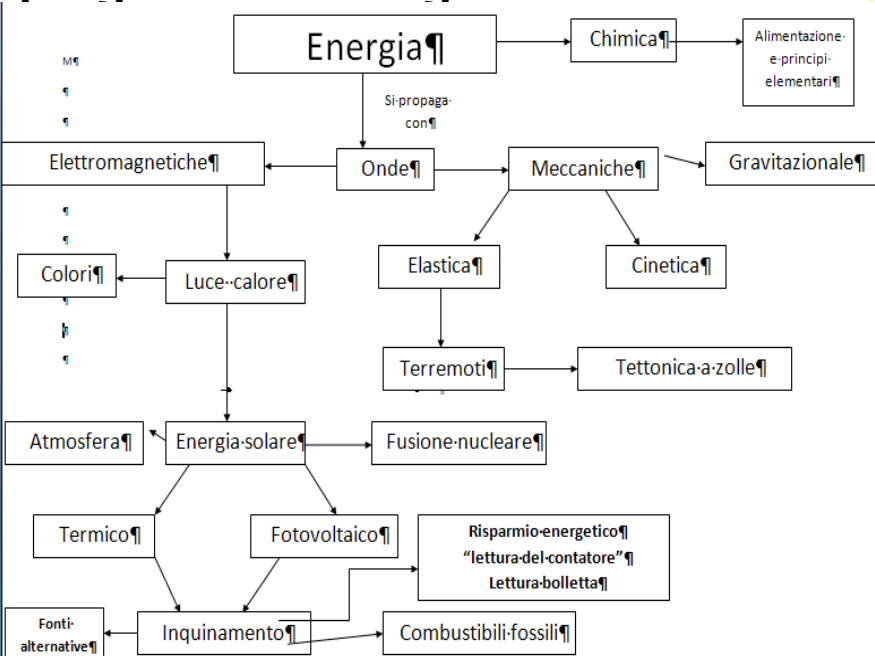 Energia¶
Chimica¶
Alimentazione·
e·principi·
elementari¶
M¶
¶
¶
Si·propaga·
con¶
Elettromagnetiche¶
Onde¶
Meccaniche¶
Gravitazionale¶
¶
¶
Colori¶
Luce··calore¶
Elastica¶
Cinetica¶
¶
¶
Terremoti¶
Tettonica·a·zolle¶
Atmosfera¶
Energia·solare¶
Fusione·nucleare¶
Termico¶
Fotovoltaico¶
Risparmio·energetico¶
“lettura·del·contatore”¶
Lettura·bolletta¶
Fonti·
alternative¶
Inquinamento¶
Combustibili·fossili¶